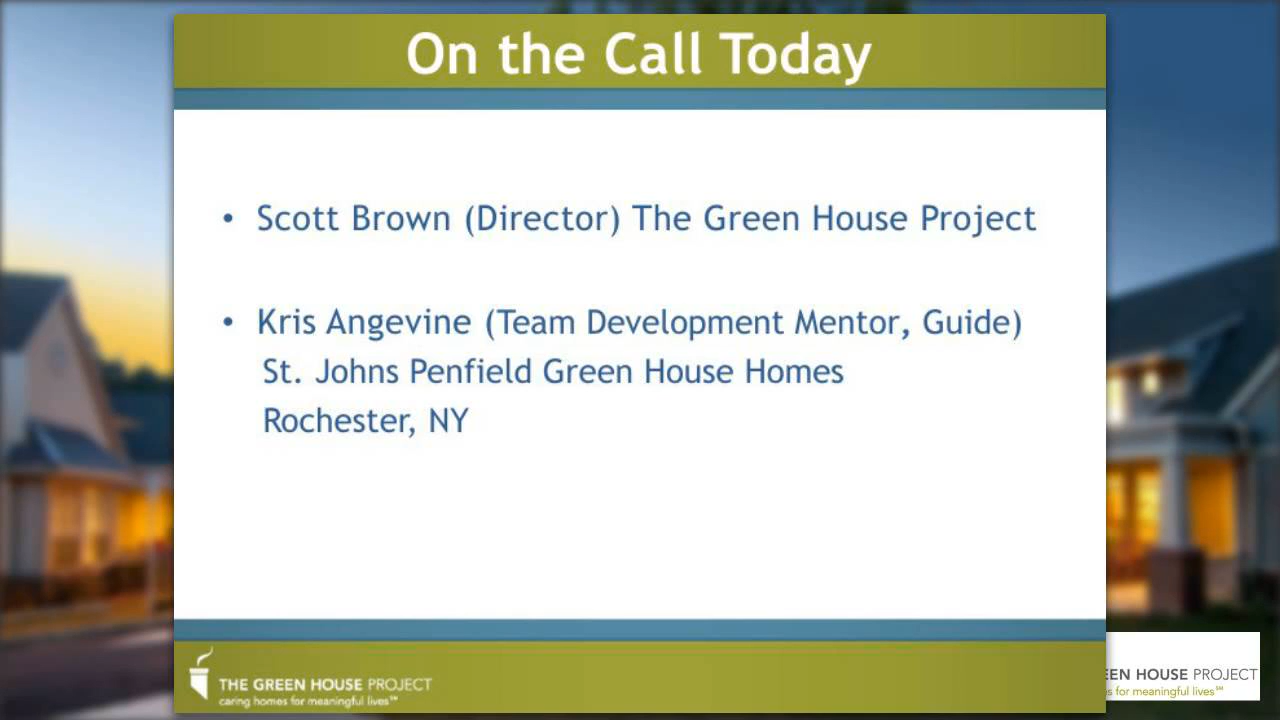 On the Call Today
• Scott Brown (Director) The Green House Project
• Kris Angevine (Team Development Mentor, Guide)
St. Johns Penfield Green House Homes
Rochester, NY
THE GREEN HOUSE PROJECT
caring homes for meaningful lives℠
EEN HOUSE PROJECT
es for meaningful lives℠